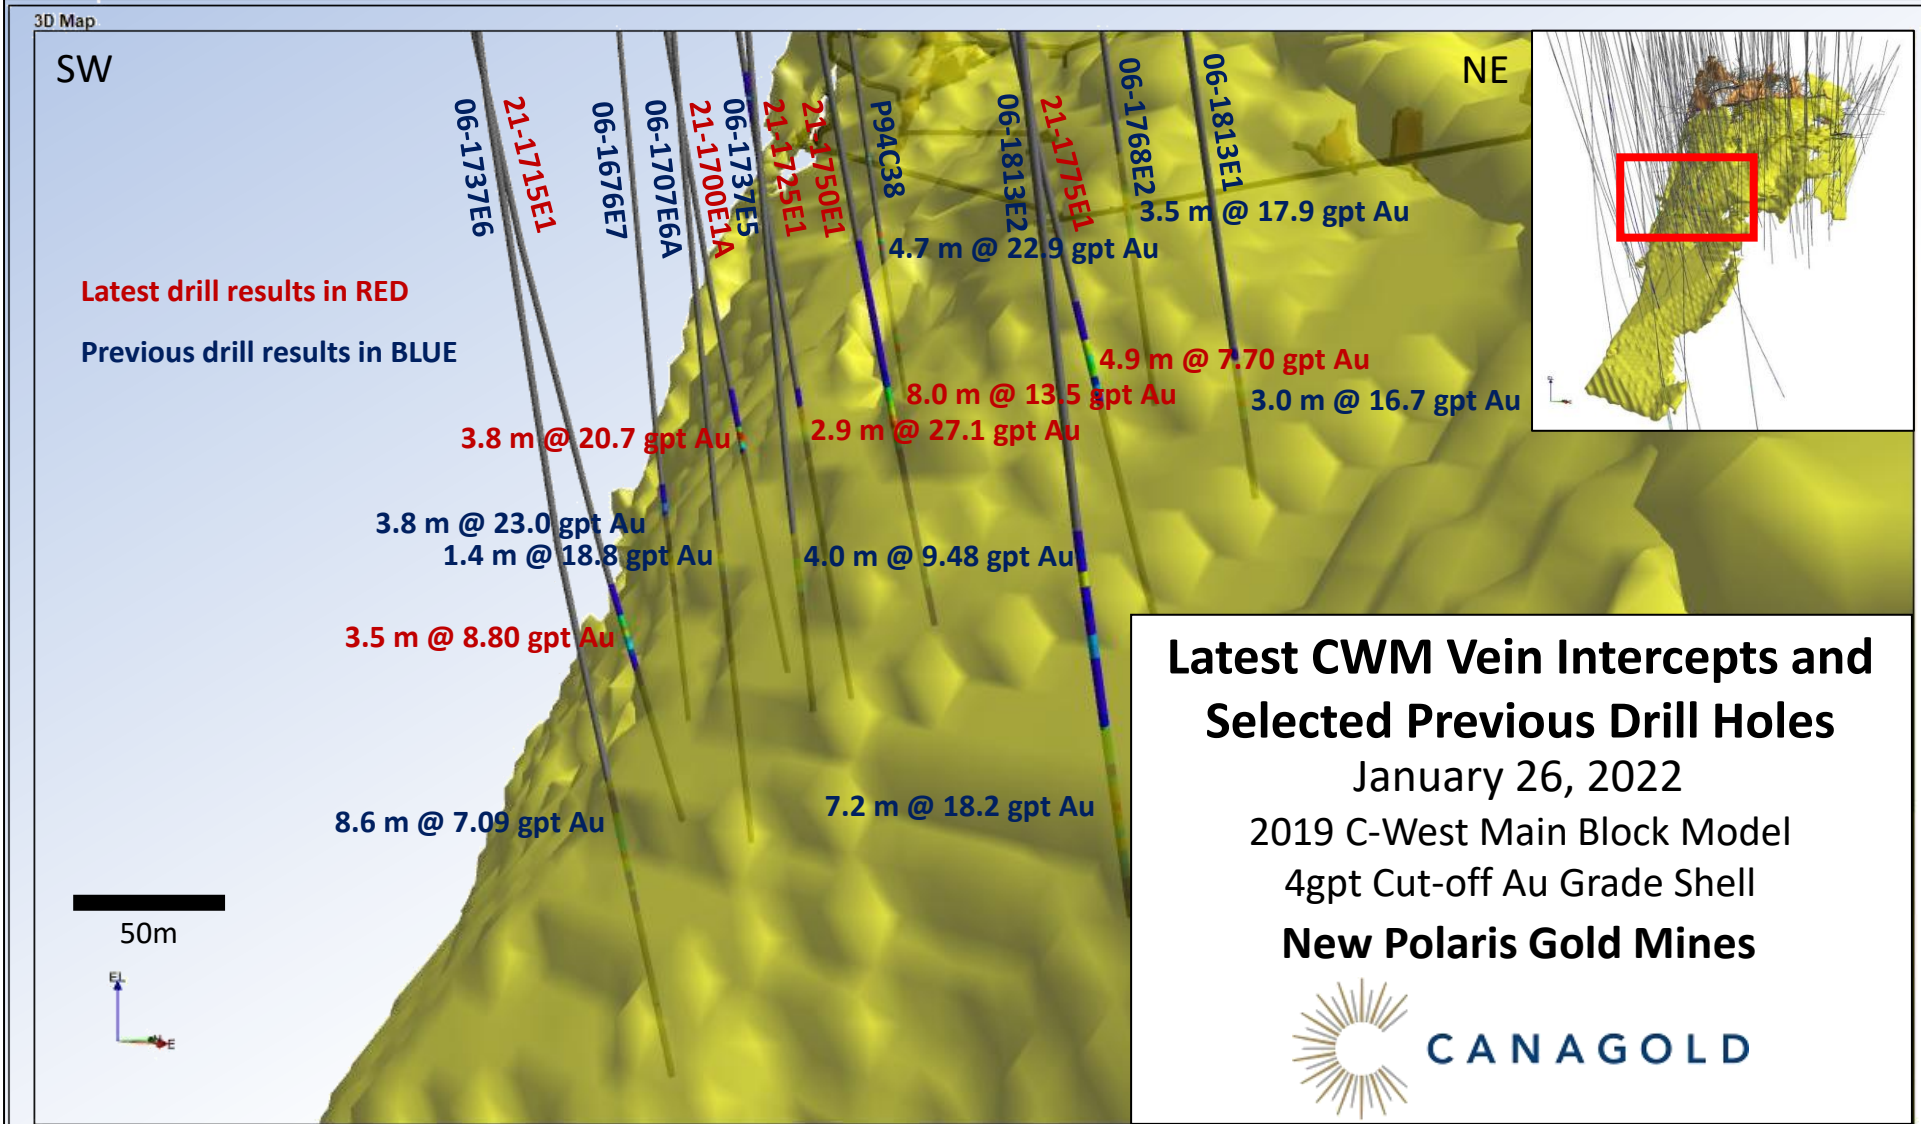 3D Map
SW
NE
06-1737E6
21-1715E1
06-1676E7
06-1707E6A
21-1700E1A
06-1737E5
21-1725E1
21-1750E1
P94C38
06-1813E2
21-1775E1
06-1768E2
06-1813E1
3.5 m @ 17.9 gpt Au
4.7 m @ 22.9 gpt Au
Latest drill results in RED
Previous drill results in BLUE
4.9 m @ 7.70 gpt Au
8.0 m @ 13.5 gpt Au
3.0 m @ 16.7 gpt Au
3.8 m @ 20.7 gpt Au
2.9 m @ 27.1 gpt Au
3.8 m @ 23.0 gpt Au
1.4 m @ 18.8 gpt Au
4.0 m @ 9.48 gpt Au
3.5 m @ 8.80 gpt Au
8.6 m @ 7.09 gpt Au
7.2 m @ 18.2 gpt Au
50m
EL
N
E
Latest CWM Vein Intercepts and
Selected Previous Drill Holes
January 26, 2022
2019 C-West Main Block Model
4gpt Cut-off Au Grade Shell
New Polaris Gold Mines
CANAGOLD